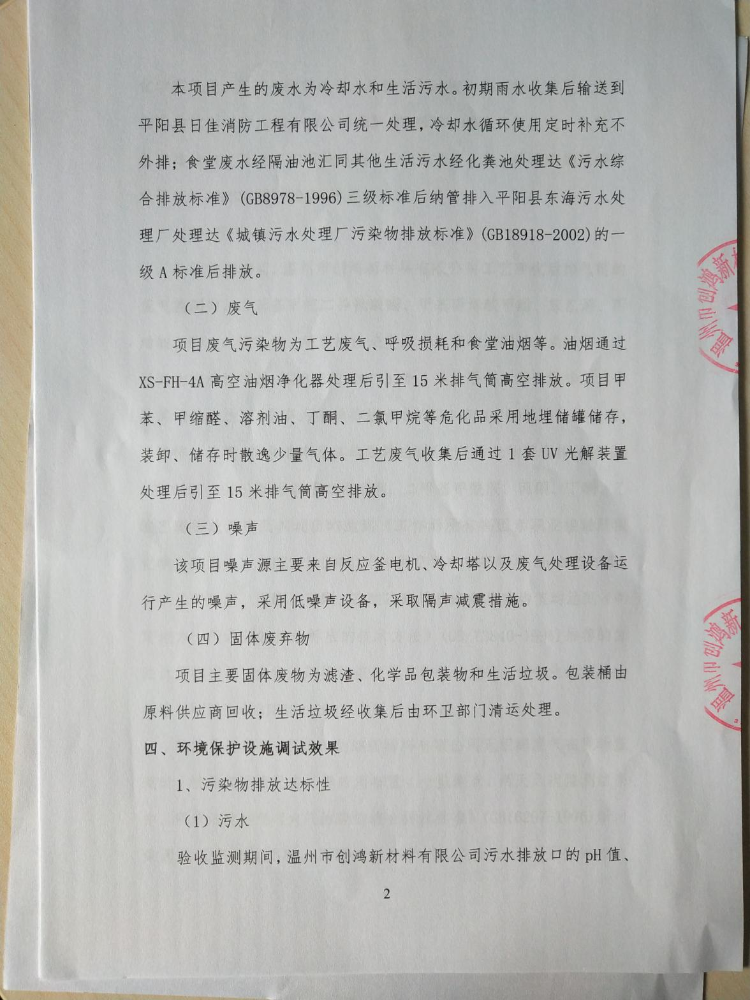 本项目产生的废水为冷却水和生活污水。初期雨水收集后输送到
平阳县日佳消防工程有限公司统一处理，冷却水循环使用定时补充不
外排；食堂废水经隔油池汇同其他生活污水经化粪池处理达《污水综
合排放标准》(GB8978-1996)三级标准后纳管排入平阳县东海污水处
理厂处理达《城镇污水处理厂污染物排放标准》(GB18918-2002)的一
级 A 标准后排放。
（二）废气
项目废气污染物为工艺废气、呼吸损耗和食堂油烟等。油烟通过
XS-FH-4A 高空油烟净化器处理后引至 15 米排气筒高空排放。项目甲
苯、甲缩醛、溶剂油、丁酮、二氯甲烷等危化品采用地埋储罐储存，
装卸、储存时散逸少量气体。工艺废气收集后通过 1 套 UV 光解装置
处理后引至 15 米排气筒高空排放。
（三）噪声
该项目噪声源主要来自反应釜电机、冷却塔以及废气处理设备运
行产生的噪声，采用低噪声设备，采取隔声减震措施。
（四）固体废弃物
项目主要固体废物为滤渣、化学品包装物和生活垃圾。包装桶由
原料供应商回收；生活垃圾经收集后由环卫部门清运处理。
四、环境保护设施调试效果
1、污染物排放达标性
（1）污水
验收监测期间，温州市创鸿新材料有限公司污水排放口的 pH 值、
2
温州市创鸿新
温州市创鸿新